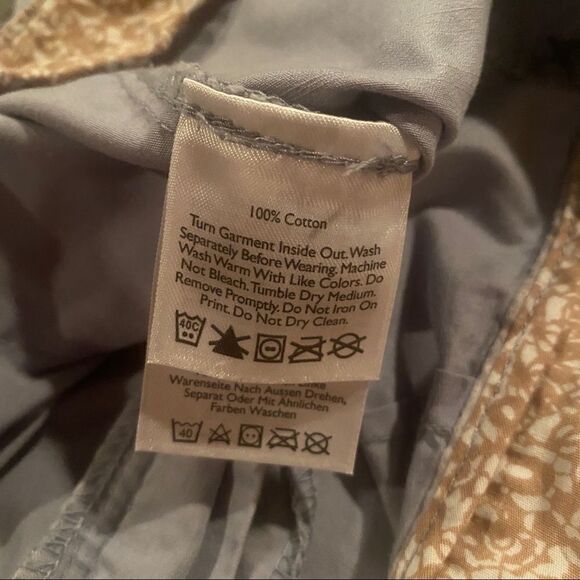 100% Cotton
Turn Garment Inside Out. Wash
Separately Before Wearing. Machine
Wash Warm With Like Colors. Do
Not Bleach. Tumble Dry Medium.
Remove Promptly. Do Not Iron On
Print. Do Not Dry Clean.
40C
Linke
Warenseite Nach Aussen Drehen,
Separat Oder Mit Ähnlichen
Farben Waschen
40